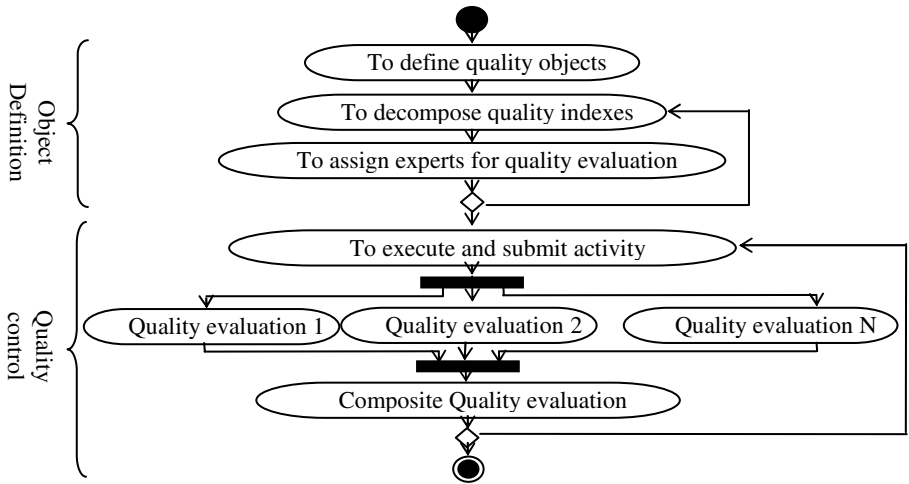 To define quality objects
To decompose quality indexes
To assign experts for quality evaluation
Object
Definition
To execute and submit activity
Quality evaluation 1
Quality evaluation 2
Quality evaluation N
Composite Quality evaluation
Quality
control